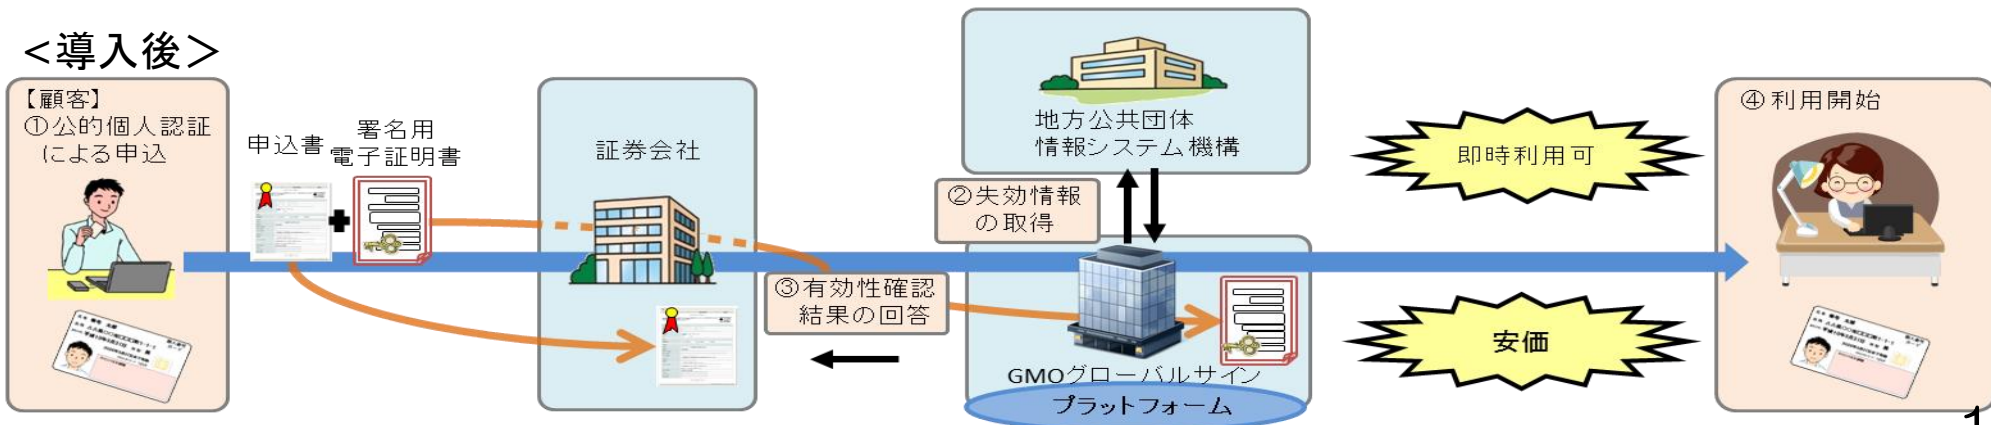 ＜導入後＞
【顧客】
①公的個人認証
による申込
申込書
署名用
電子証明書
証券会社
地方公共団体
情報システム機構
②失効情報
の取得
③有効性確認
結果の回答
GMOグローバルサイン
プラットフォーム
即時利用可
安価
④利用開始
1